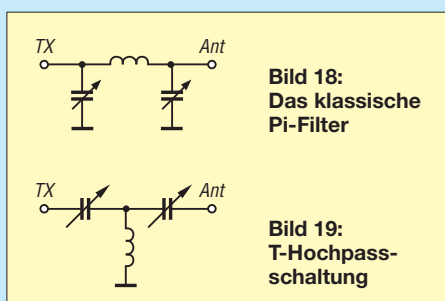 TX Ant
Bild 18:
Das klassische
Pi-Filter
TX Ant
Bild 19:
T-Hochpass-
schaltung